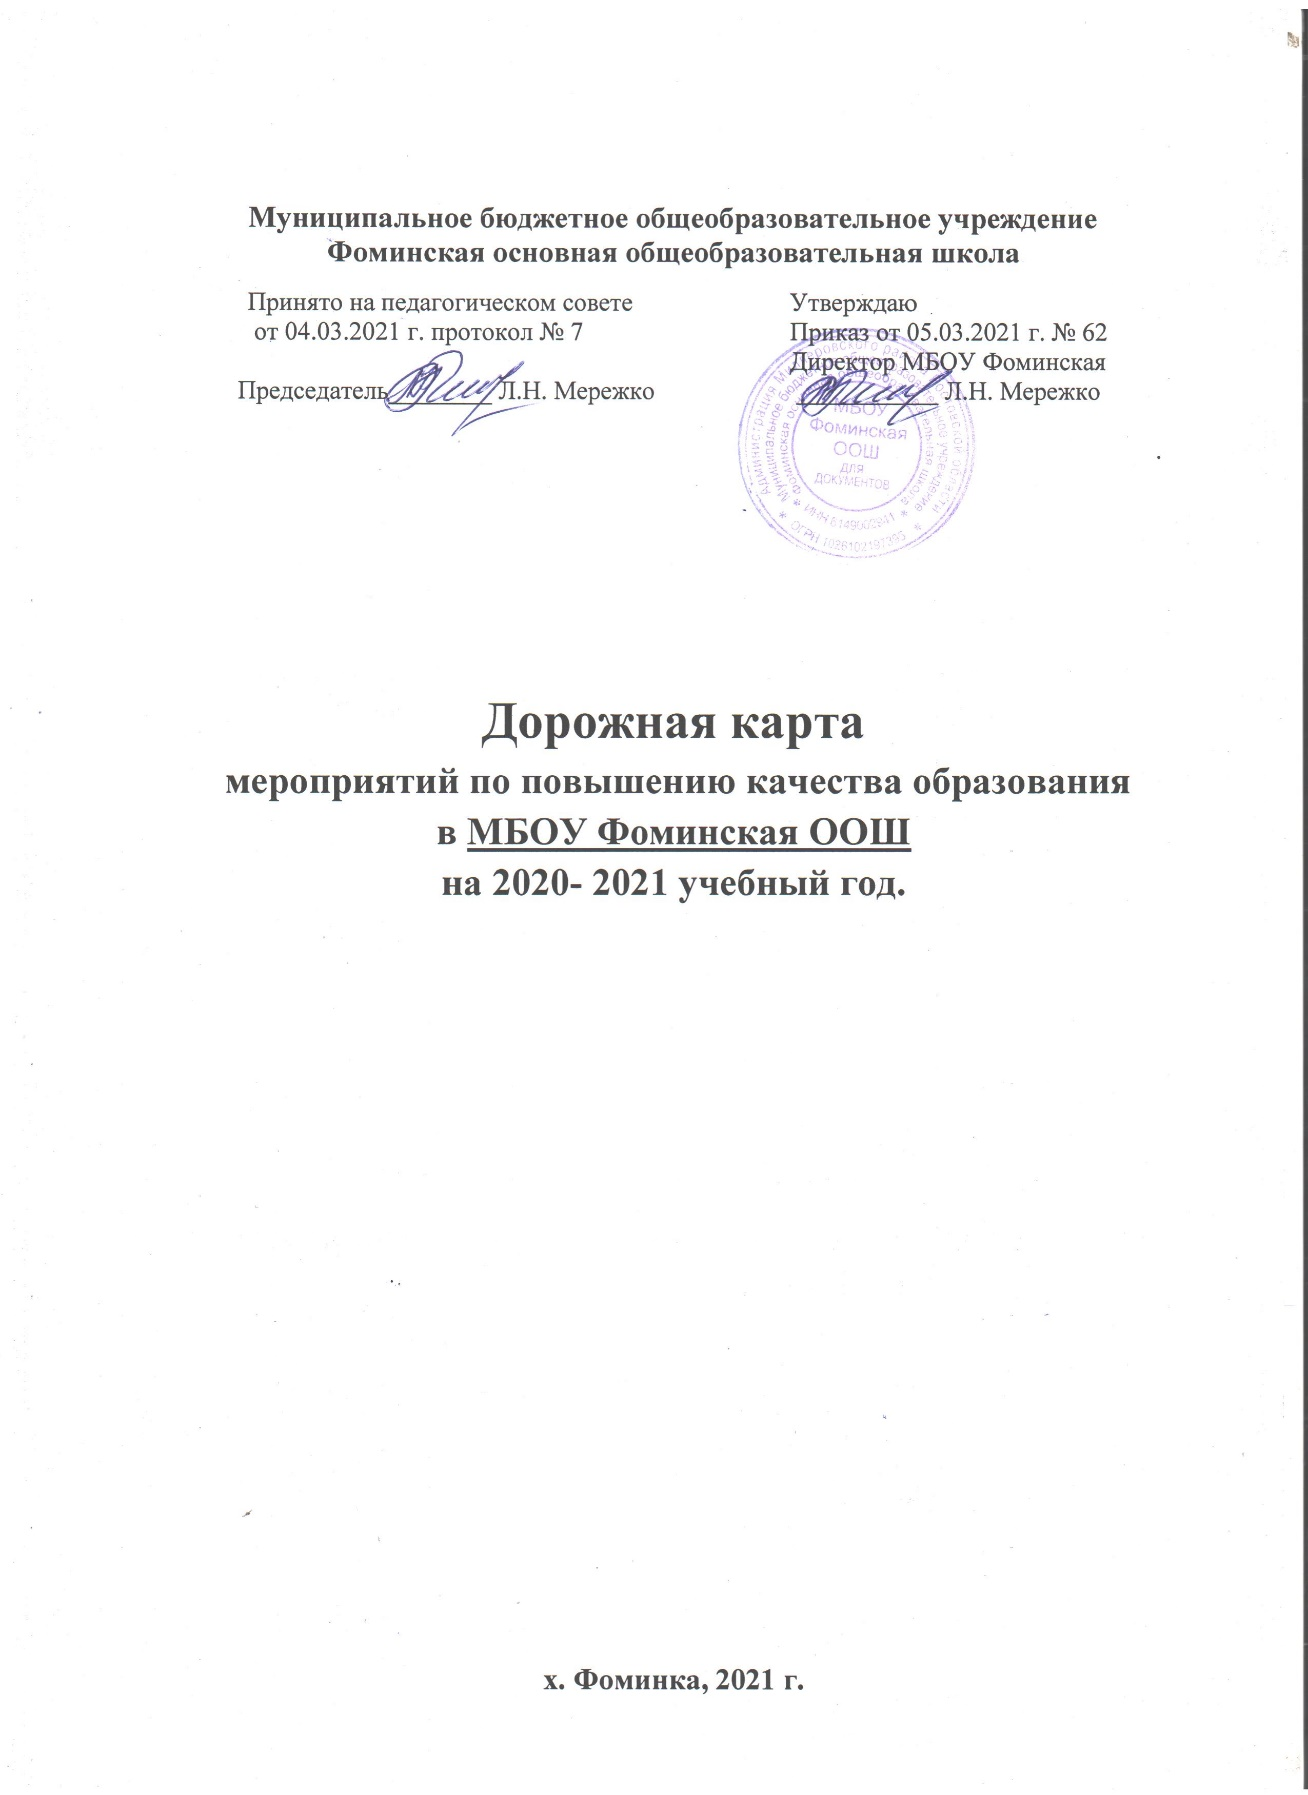 Муниципальное бюджетное общеобразовательное учреждение
Фоминская основная общеобразовательная школа
Принято на педагогическом совете
от 04.03.2021 г. протокол № 7
Председатель________Л.Н. Мережко
Утверждаю
Приказ от 05.03.2021 г. № 62
Директор МБОУ Фоминская
___________ Л.Н. Мережко
МБОУ
Фоминская
ООШ
ДЛЯ
ДОКУМЕНТОВ
Дорожная карта
мероприятий по повышению качества образования
в МБОУ Фоминская ООШ
на 2020- 2021 учебный год.
х. Фоминка, 2021 г.